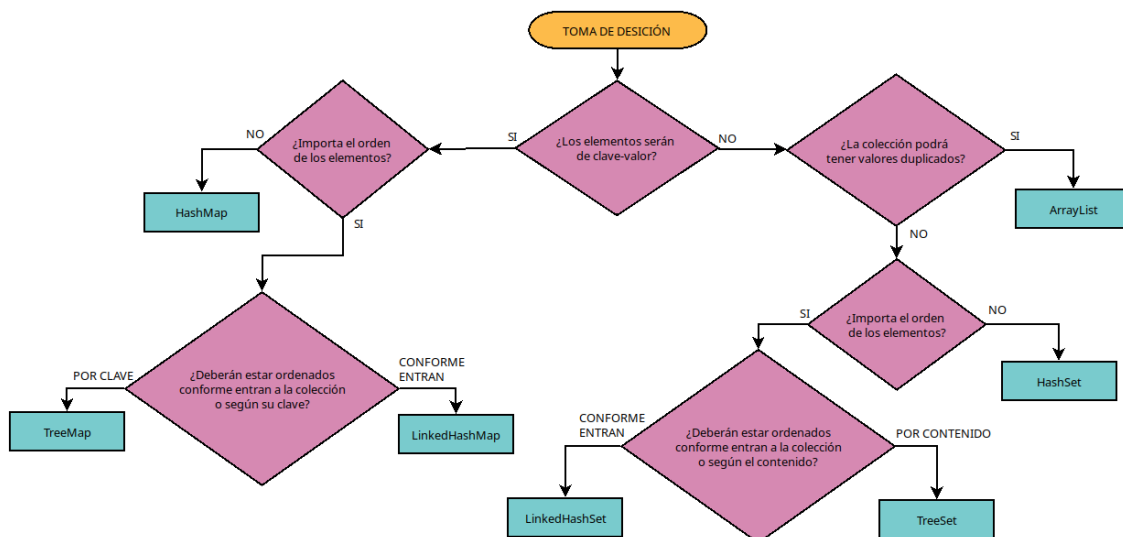 TOMA DE DESICIÓN
¿Los elementos serán
de clave-valor?
SI
NO
¿Importa el orden
de los elementos?
NO
HashMap
SI
¿Deberán estar ordenados
conforme entran a la colección
o según su clave?
POR CLAVE
TreeMap
CONFORME
ENTRAN
LinkedHashMap
¿La colección podrá
tener valores duplicados?
SI
ArrayList
NO
¿Importa el orden
de los elementos?
SI
NO
HashSet
¿Deberán estar ordenados
conforme entran a la colección
o según el contenido?
CONFORME
ENTRAN
LinkedHashSet
POR CONTENIDO
TreeSet